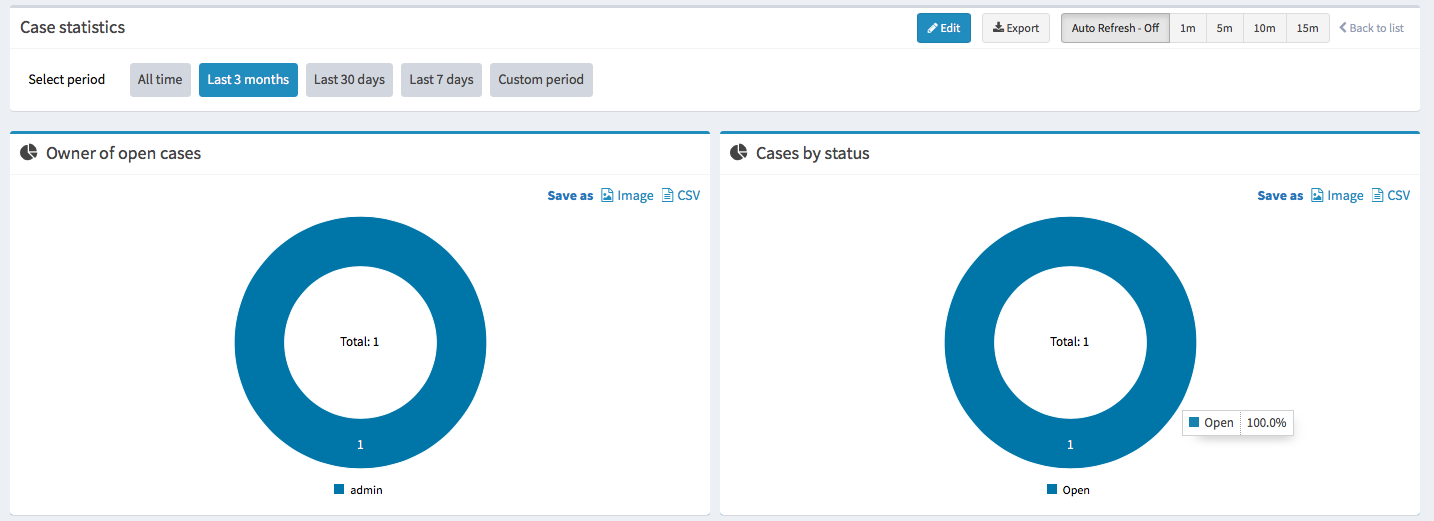 Case statistics Edit Export Auto Refresh - Off 1m 5m 10m 15m Back to list
Select period All time Last 3 months Last 30 days Last 7 days Custom period
Owner of open cases
Save as Image CSV
Total: 1
1
admin
Cases by status
Save as Image CSV
Total: 1
Open 100.0%
1
Open